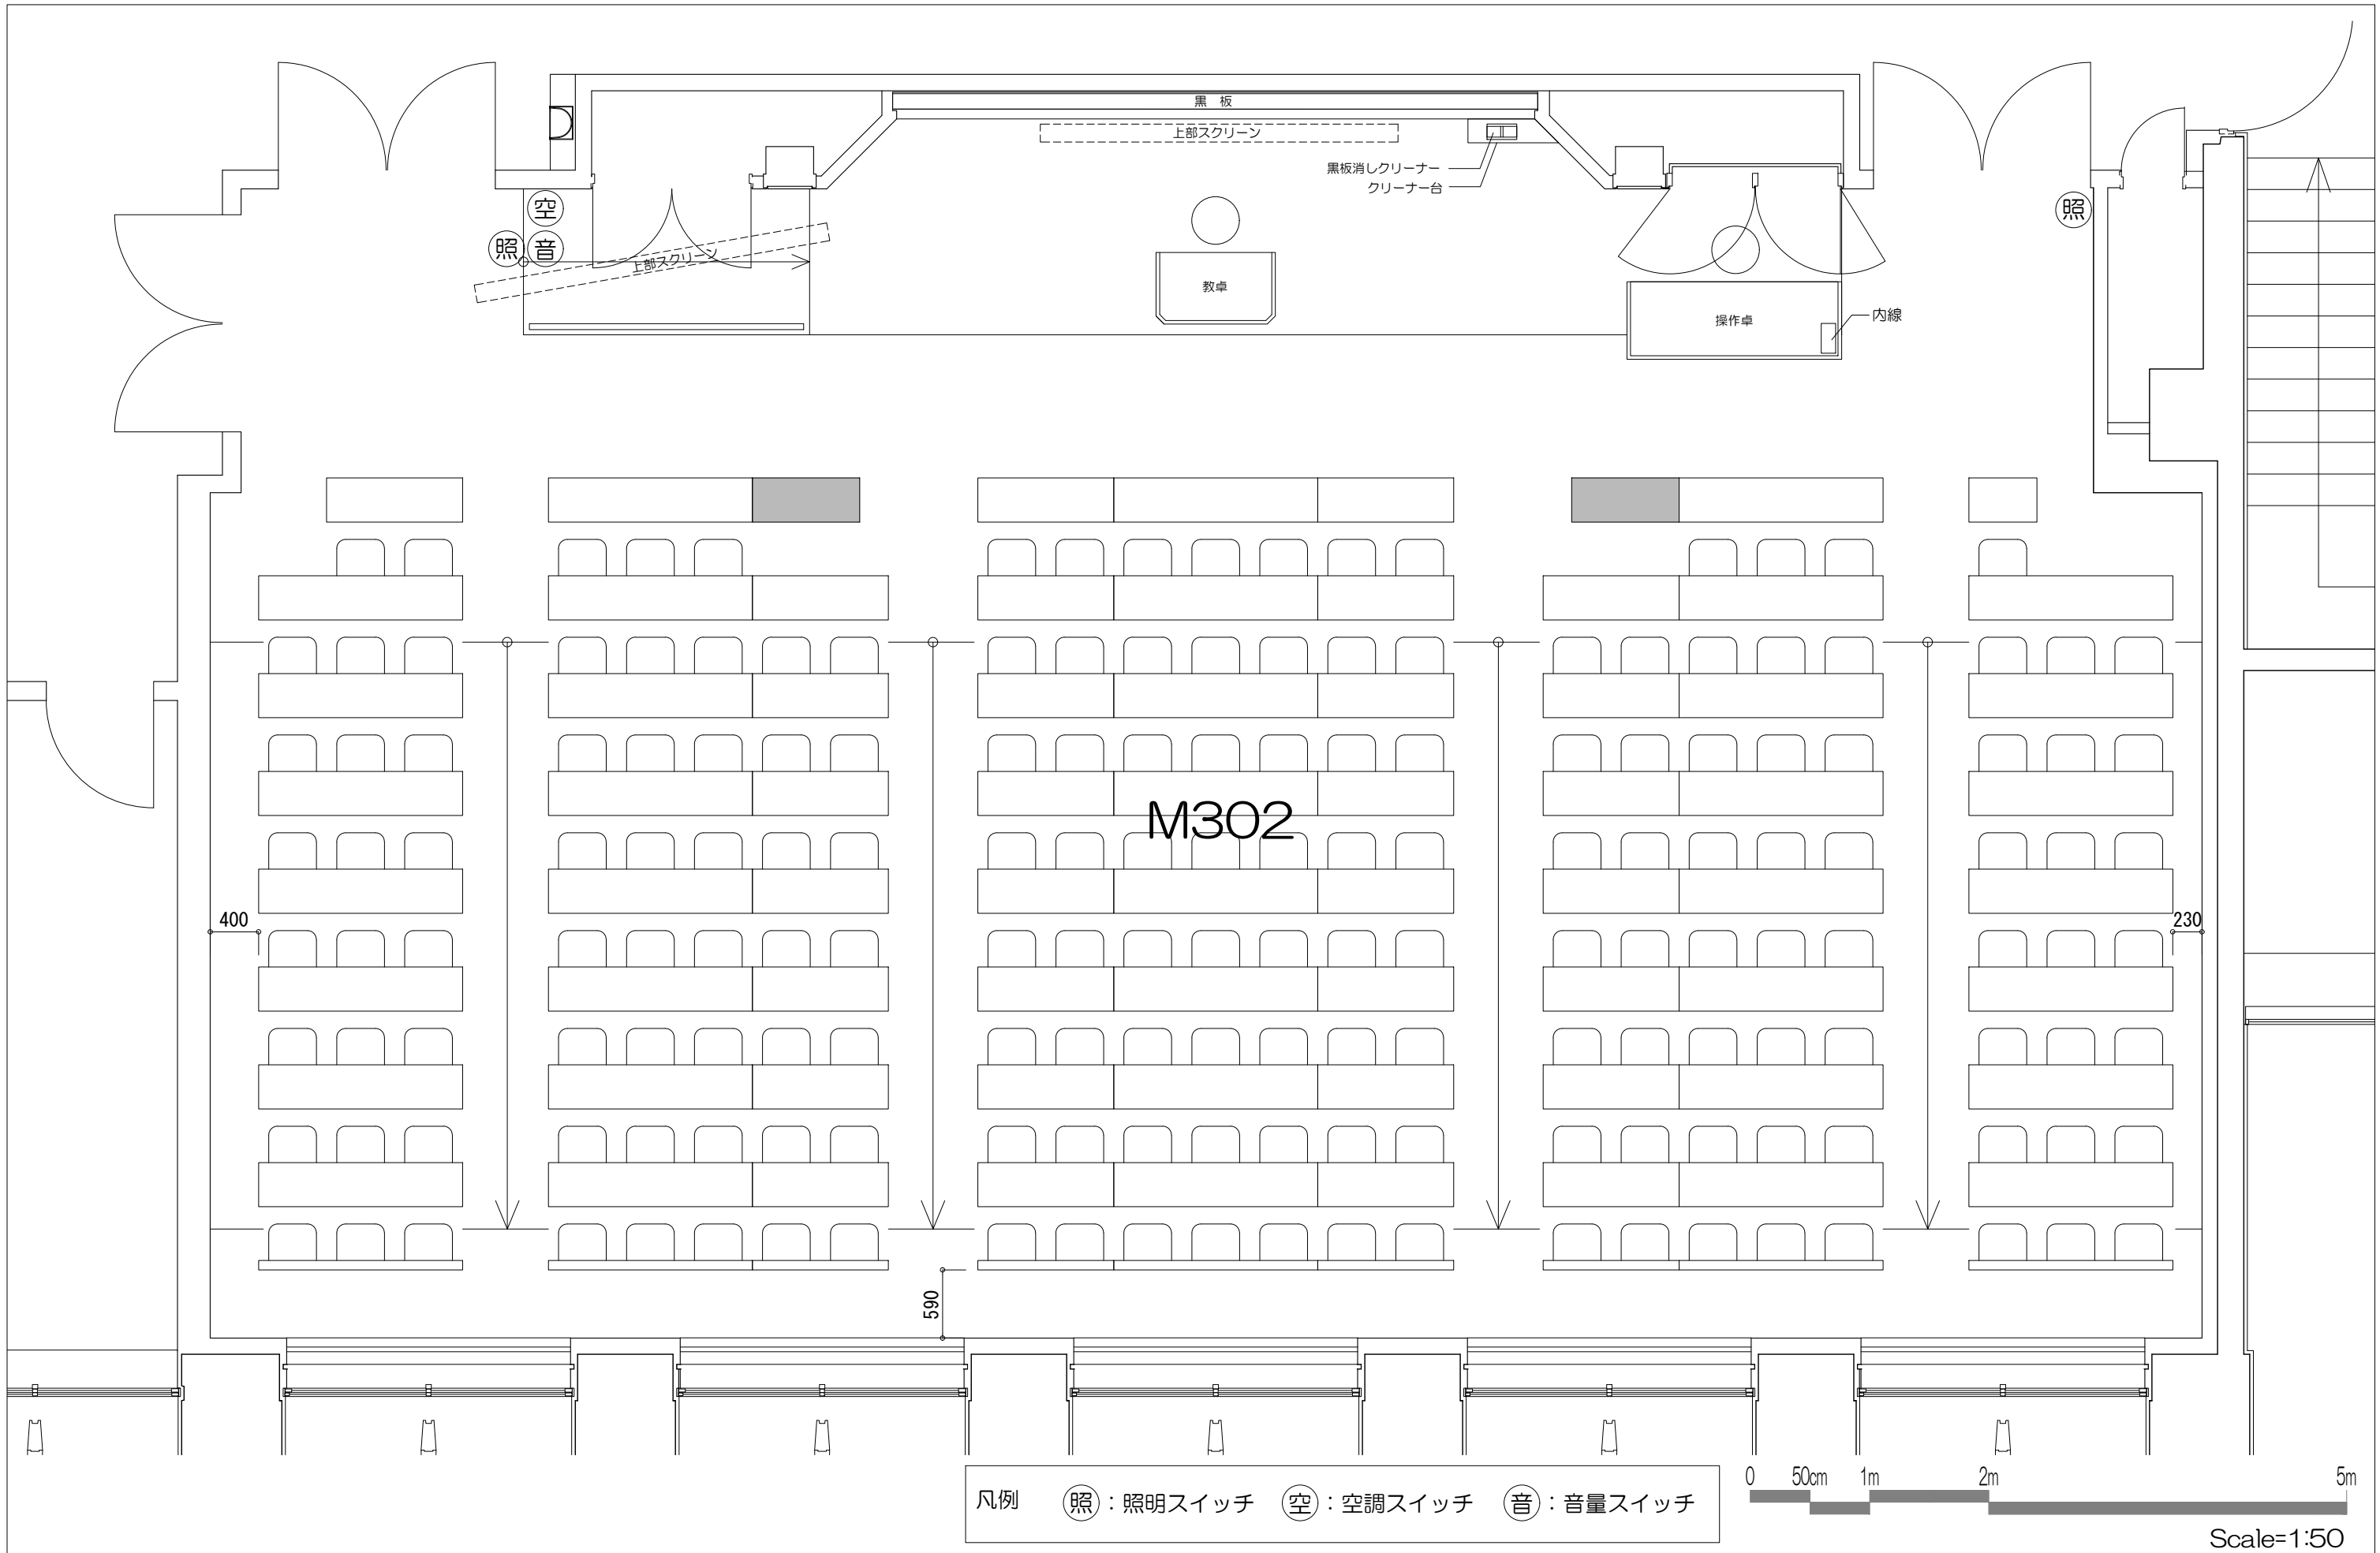 黒 板
上部スクリーン
黒板消しクリーナー
クリーナー台
空
照
照 音
上部スクリーン
教卓
操作卓
内線
M302
400
230
590
0 50cm 1m 2m 5m
凡例 照：照明スイッチ 空：空調スイッチ 音：音量スイッチ
Scale=1:50